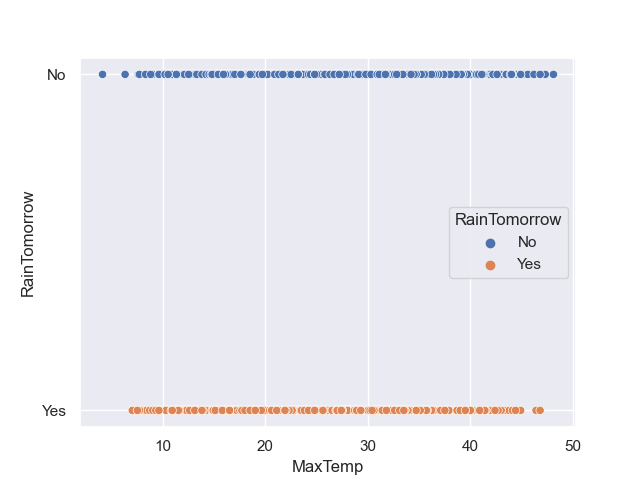 No
RainTomorrow
RainTomorrow
No
Yes
Yes
10 20 30 40 50
MaxTemp